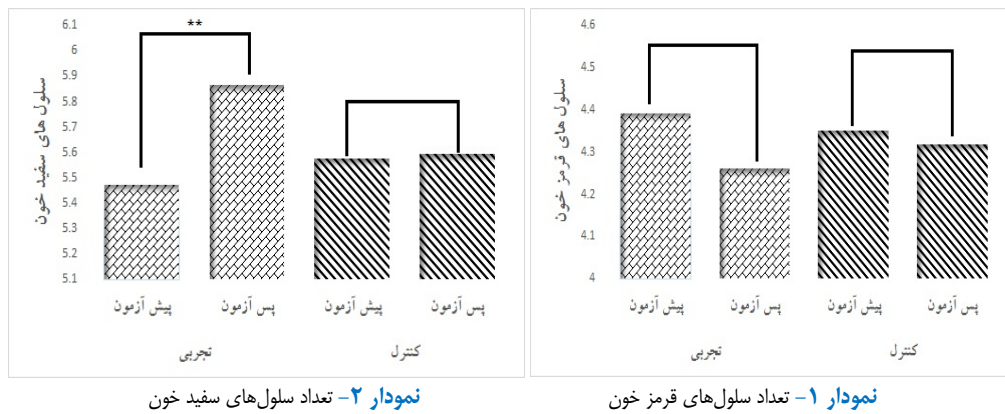 6.1
6
5.9
5.8
5.7
5.6
5.5
5.4
5.3
5.2
5.1
سلول های سفید خون
**
پیش آزمون
پس آزمون
پیش آزمون
پس آزمون
تجربی
کنترل
نمودار ۲- تعداد سلول‌های سفید خون
4.6
4.5
4.4
4.3
4.2
4.1
4
سلول های قرمز خون
پیش آزمون
پس آزمون
پیش آزمون
پس آزمون
تجربی
کنترل
نمودار ۱- تعداد سلول‌های قرمز خون